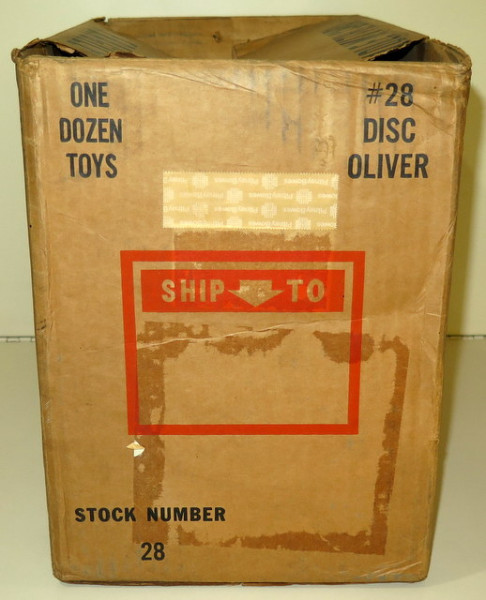 ONE
DOZEN
TOYS
#28
DISC
OLIVER
SHIP TO
STOCK NUMBER
28